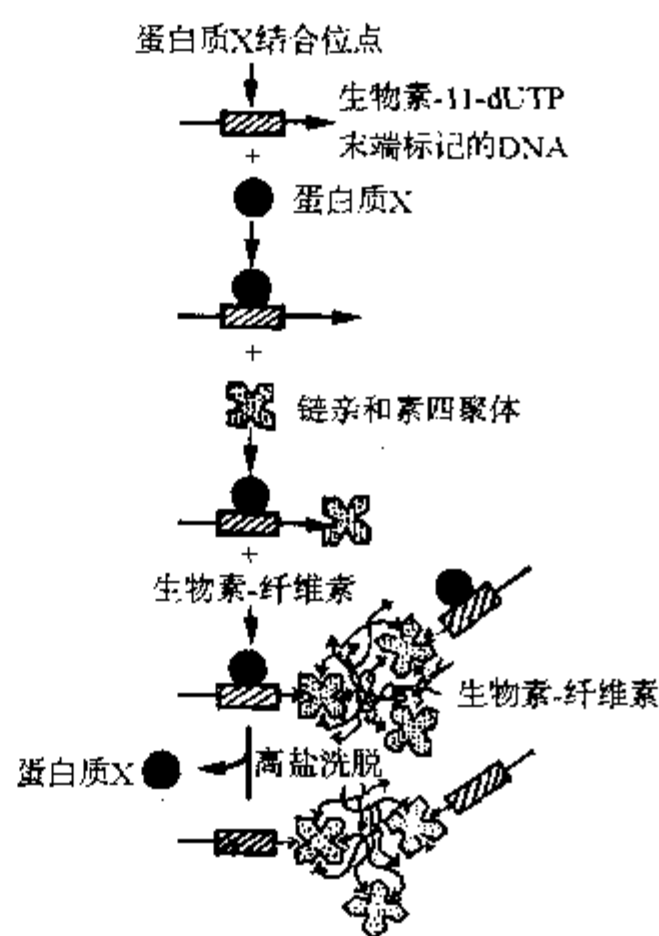 蛋白质X结合位点
生物素-11-dUTP
末端标记的DNA
+
蛋白质X
+
链亲和素四聚体
+
生物素-纤维素
生物素-纤维素
蛋白质X
高盐洗脱